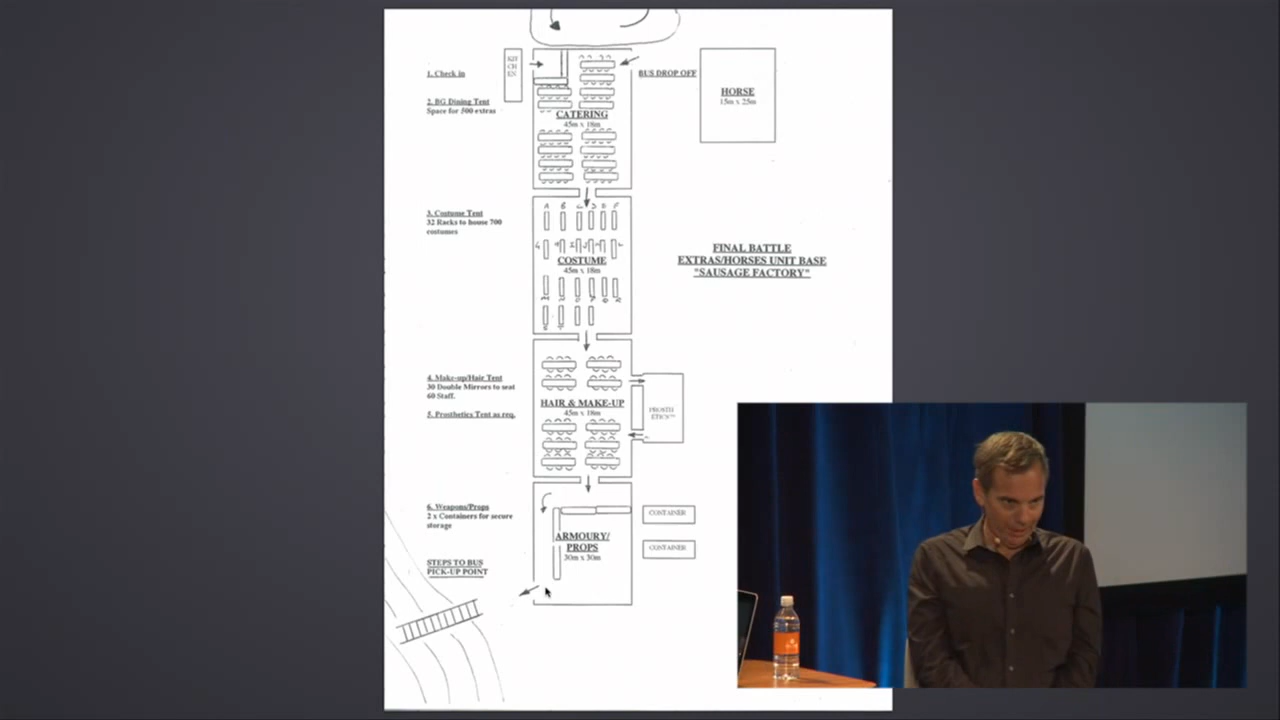 KIT
CH
EN
1. Check in
BUS DROP OFF
HORSE
15m x 25m
2. BG Dining Tent
Space for 500 extras
CATERING
45m x 18m
3. Costume Tent
32 Racks to house 700
costumes
A B C D F
COSTUME
45m x 18m
FINAL BATTLE
EXTRAS/HORSES UNIT BASE
"SAUSAGE FACTORY"
4. Make-up/Hair Tent
30 Double Mirrors to seat
60 Staff.
5. Prosthetics Tent as req.
HAIR & MAKE-UP
45m x 18m
PROSTH
ETICS
6. Weapons/Props
2 x Containers for secure
storage
CONTAINER
CONTAINER
ARMOURY/
PROPS
30m x 30m
STEPS TO BUS
PICK-UP POINT